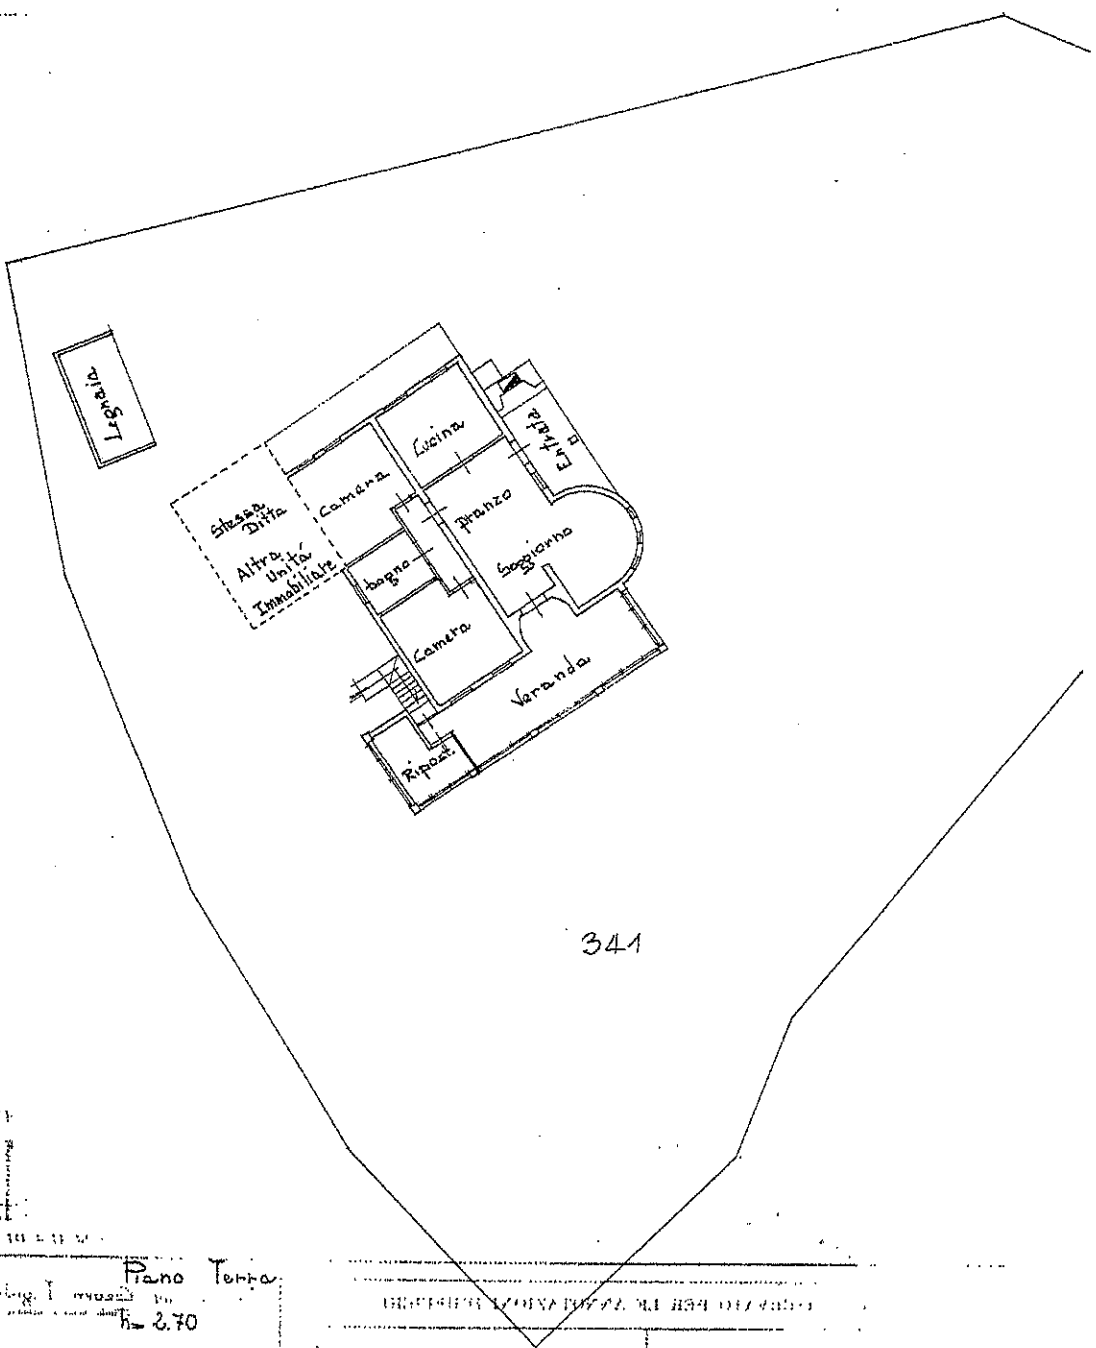 Legnaia
Cucina
Entrata
Camera
pranzo
Stessa
Ditta
Altra
Unitá
Immobiliare
Soggiorno
bagno
Camera
Veranda
Ripost.
341
Piano Terra
h= 2.70